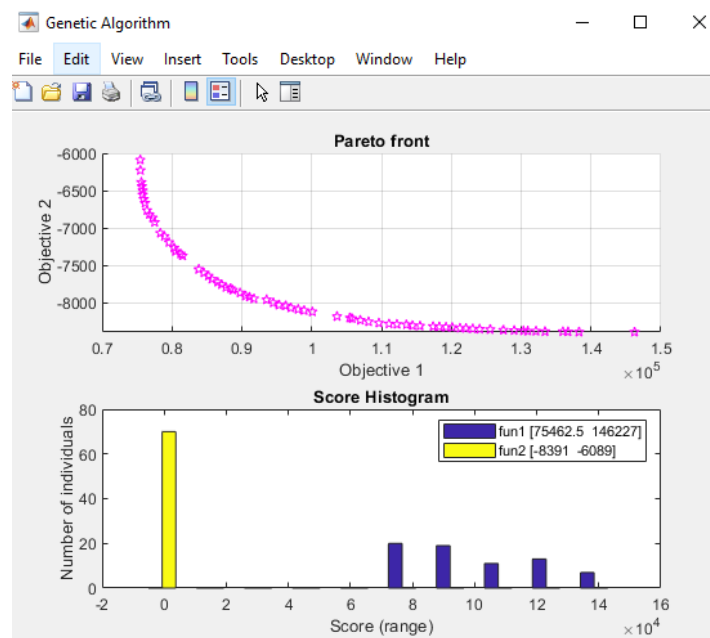 Genetic Algorithm
File Edit View Insert Tools Desktop Window Help
Pareto front
-6000
-6500
-7000
-7500
-8000
Objective 2
0.7 0.8 0.9 1 1.1 1.2 1.3 1.4 1.5
Objective 1
×10^5
Score Histogram
80
60
40
20
0
Number of individuals
fun1 [75462.5 146227]
fun2 [-8391 -6089]
-2 0 2 4 6 8 10 12 14 16
Score (range)
×10^4